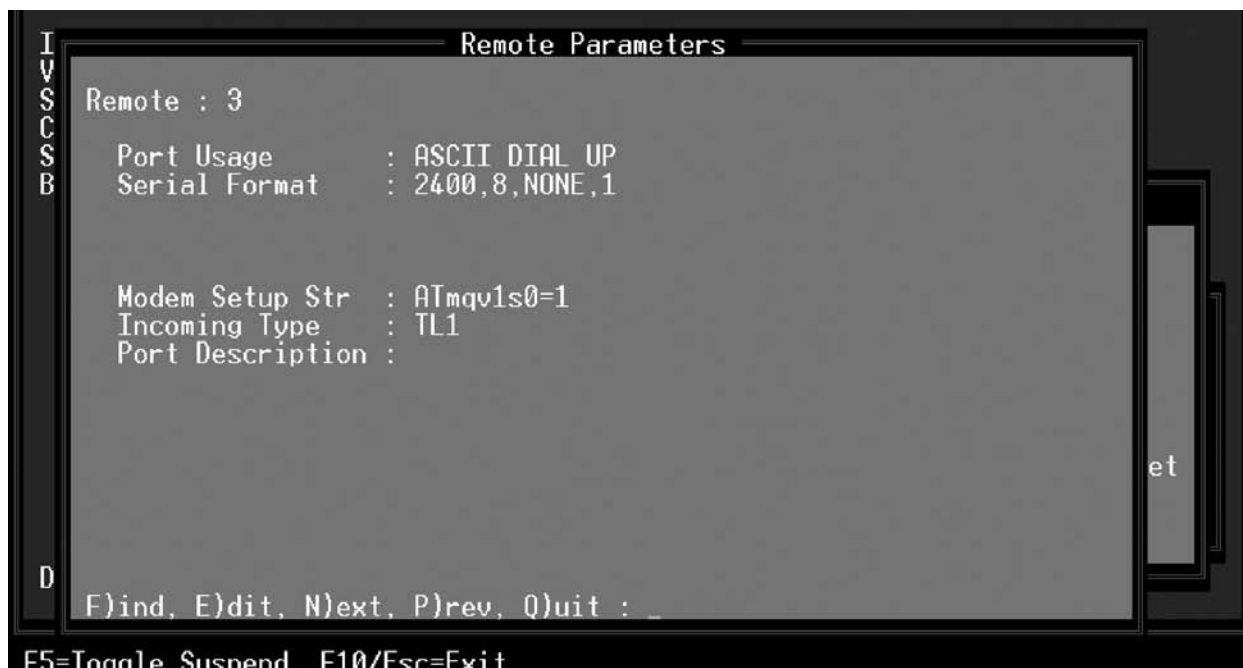 Remote Parameters
I
V
S
C
S
B
Remote : 3
Port Usage : ASCII DIAL UP
Serial Format : 2400,8,NONE,1
Modem Setup Str : ATmqv1s0=1
Incoming Type : TL1
Port Description :
et
D
F)ind, E)dit, N)ext, P)rev, Q)uit : _
F5=Toggle Suspend F10/Esc=Exit